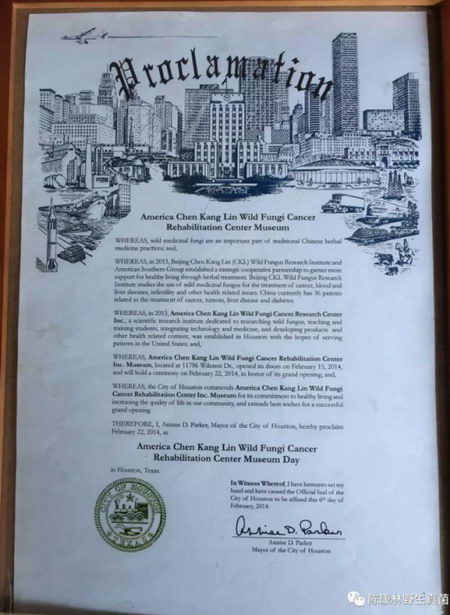 Proclamation
America Chen Kang Lin Wild Fungi Cancer
Rehabilitation Center Museum
WHEREAS, wild medicinal fungi are an important part of traditional Chinese herbal
medicine practices; and,
WHEREAS, in 2013, Beijing Chen Kang Lin (CKL) Wild Fungus Research Institute and
American Southern Group established a strategic cooperative partnership to garner more
support for healthy living through herbal treatment. Beijing CKL Wild Fungus Research
Institute studies the use of wild medicinal fungus for the treatment of cancer, blood and
liver diseases, infertility and other health related issues. China currently has 36 patents
related to the treatment of cancer, tumors, liver disease and diabetes.
WHEREAS, in 2013, America Chen Kang Lin Wild Fungi Cancer Research Center
Inc., a scientific research institute dedicated to researching wild fungus, teaching and
training students, integrating technology and medicine, and developing products and
other health related content, was established in Houston with the hopes of serving
patients in the United States; and,
WHEREAS, America Chen Kang Lin Wild Fungi Cancer Rehabilitation Center
Inc. Museum, located at 11796 Wilcrest Dr., opened its doors on February 15, 2014,
and will hold a ceremony on February 22, 2014, in honor of its grand opening; and,
WHEREAS, the City of Houston commends America Chen Kang Lin Wild Fungi
Cancer Rehabilitation Center Inc. Museum for its commitment to healthy living and
increasing the quality of life in our community, and extends best wishes for a successful
grand opening.
THEREFORE, I, Annise D. Parker, Mayor of the City of Houston, hereby proclaim
February 22, 2014, as
America Chen Kang Lin Wild Fungi Cancer
Rehabilitation Center Museum Day
in Houston, Texas.
In Witness Whereof, I have hereunto set my
hand and have caused the Official Seal of the
City of Houston to be affixed this 6th day of
February, 2014.
Annise D. Parker
Annise D. Parker
Mayor of the City of Houston
陈康林野生真菌